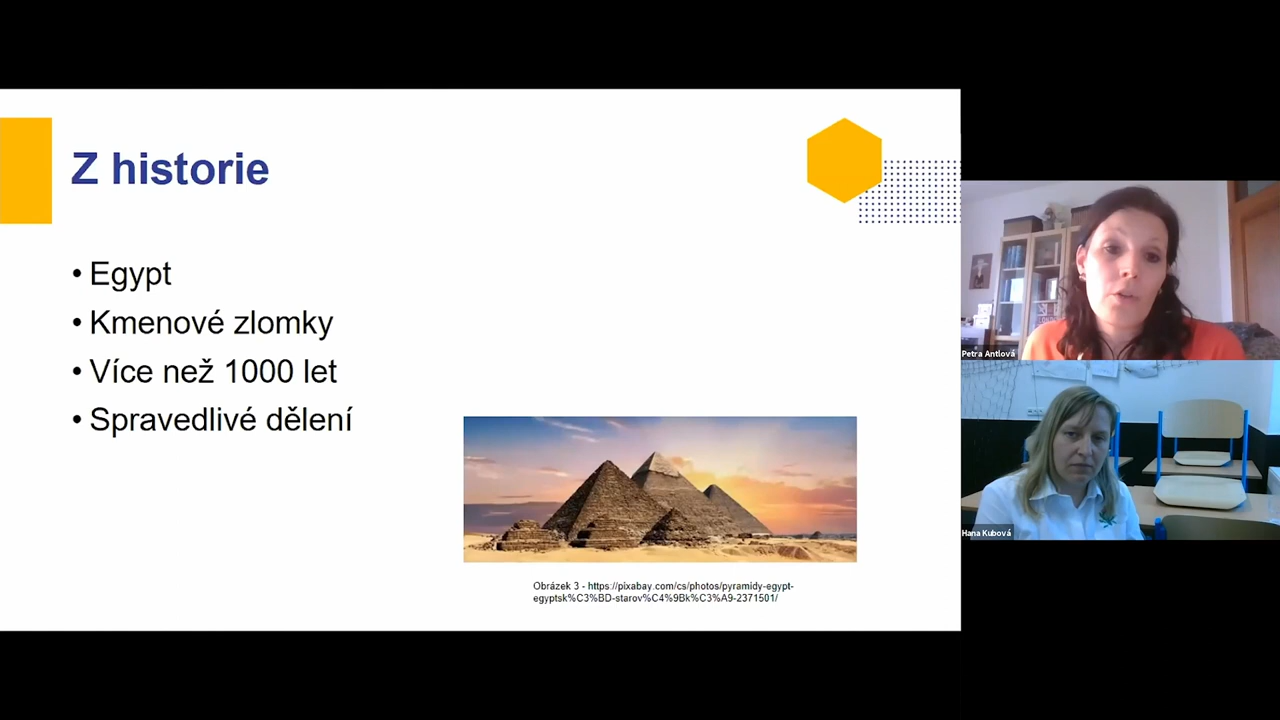 Z historie
• Egypt
• Kmenové zlomky
• Více než 1000 let
• Spravedlivé dělení
Obrázek 3 - https://pixabay.com/cs/photos/pyramidy-egypt-
egyptsk%C3%BD-starov%C4%9Bk%C3%A9-2371501/
Petra Antlová
Hana Kubová